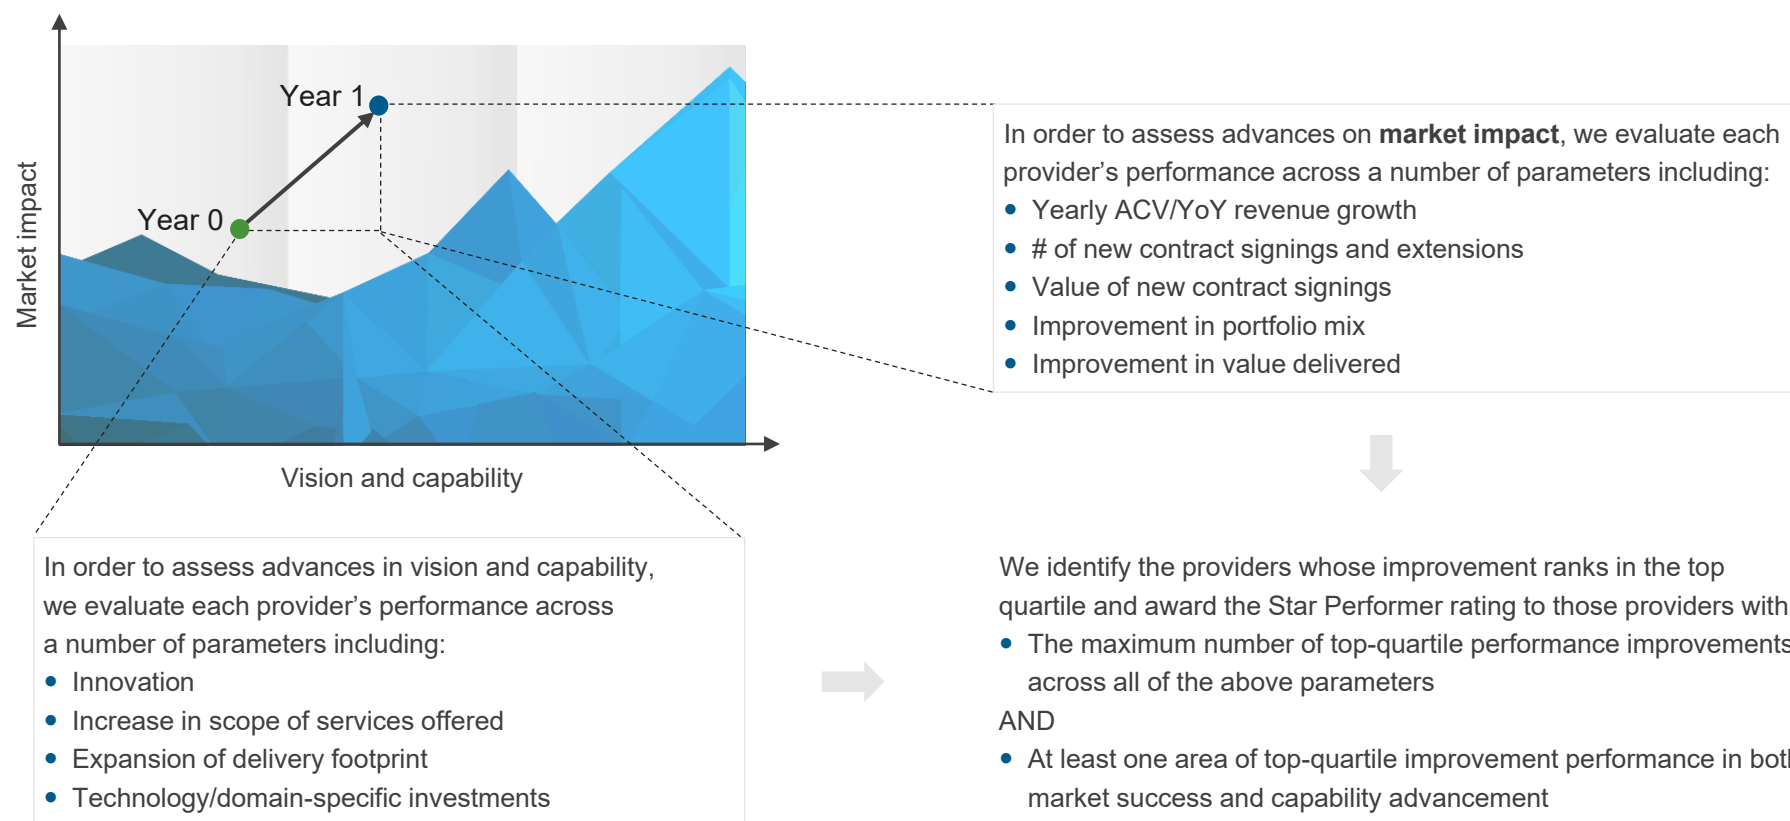 Year 1
Year 0
Market impact
Vision and capability
In order to assess advances on market impact, we evaluate each
provider’s performance across a number of parameters including:
• Yearly ACV/YoY revenue growth
• # of new contract signings and extensions
• Value of new contract signings
• Improvement in portfolio mix
• Improvement in value delivered
In order to assess advances in vision and capability,
we evaluate each provider’s performance across
a number of parameters including:
• Innovation
• Increase in scope of services offered
• Expansion of delivery footprint
• Technology/domain-specific investments
We identify the providers whose improvement ranks in the top
quartile and award the Star Performer rating to those providers with
• The maximum number of top-quartile performance improvements
across all of the above parameters
AND
• At least one area of top-quartile improvement performance in both
market success and capability advancement